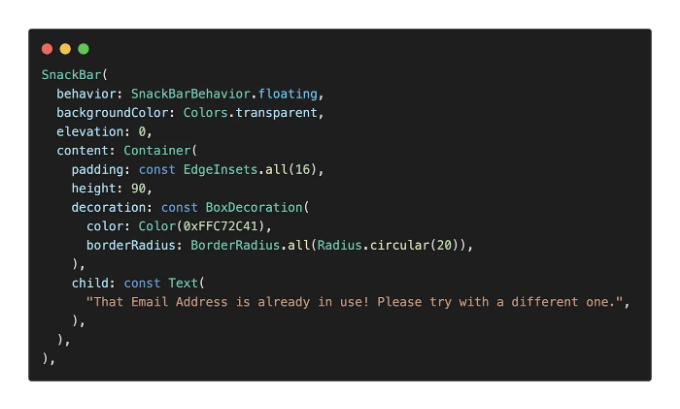 SnackBar(
  behavior: SnackBarBehavior.floating,
  backgroundColor: Colors.transparent,
  elevation: 0,
  content: Container(
    padding: const EdgeInsets.all(16),
    height: 90,
    decoration: const BoxDecoration(
      color: Color(0xFFC72C41),
      borderRadius: BorderRadius.all(Radius.circular(20)),
    ),
    child: const Text(
      "That Email Address is already in use! Please try with a different one.",
    ),
  ),
),